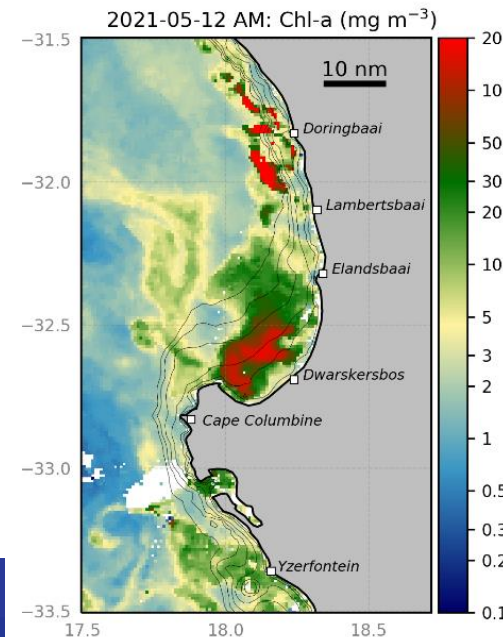 2021-05-12 AM: Chl-a (mg m⁻³)
−31.5
−32.0
−32.5
−33.0
−33.5
17.5
18.0
18.5
10 nm
Doringbaai
Lambertsbaai
Elandsbaai
Dwarskersbos
Cape Columbine
Yzerfontein
20
10
50
30
20
10
5
3
2
1
0.5
0.3
0.2
0.1